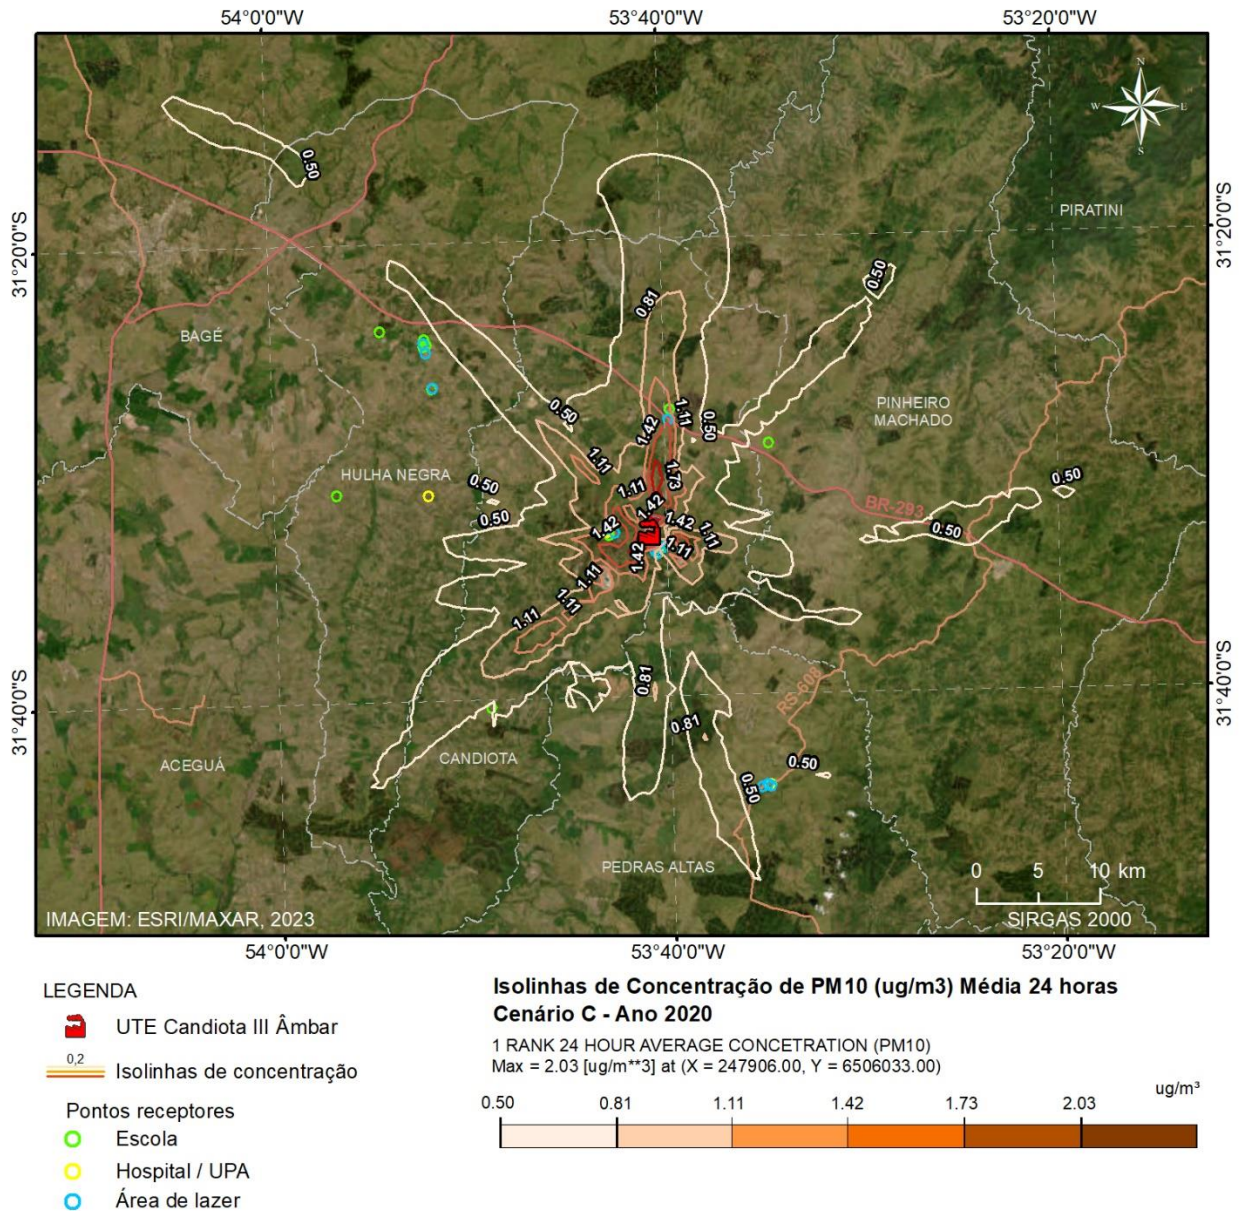 54°0'0"W
53°40'0"W
53°20'0"W
N
W
E
S
0.50
PIRATINI
31°20'0"S
31°20'0"S
0.50
0.81
BAGÉ
PINHEIRO
MACHADO
0.50
1.11
0.50
1.42
1.11
HULHA NEGRA
1.73
0.50
0.50
1.11
1.42
0.50
BR-293
1.42
1.42
1.11
0.50
1.42
1.11
1.11
1.11
1.11
0.81
31°40'0"S
31°40'0"S
RS-608
0.81
ACEGUÁ
CANDIOTA
0.50
0.50
PEDRAS ALTAS
0 5 10 km
IMAGEM: ESRI/MAXAR, 2023
SIRGAS 2000
54°0'0"W
53°40'0"W
53°20'0"W
LEGENDA
UTE Candiota III Âmbar
0,2
Isolinhas de concentração
Pontos receptores
Escola
Hospital / UPA
Área de lazer
Isolinhas de Concentração de PM10 (ug/m3) Média 24 horas
Cenário C - Ano 2020
1 RANK 24 HOUR AVERAGE CONCETRATION (PM10)
Max = 2.03 [ug/m**3] at (X = 247906.00, Y = 6506033.00)
ug/m³
0.50 0.81 1.11 1.42 1.73 2.03